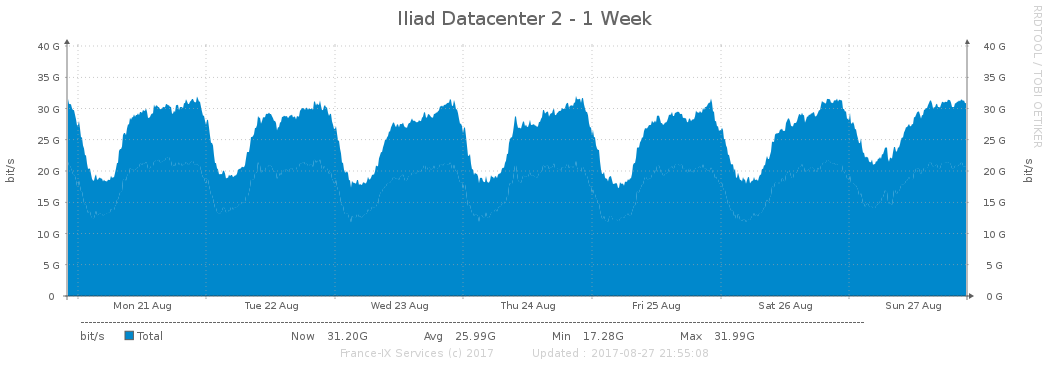 Iliad Datacenter 2 - 1 Week
RRDTOOL / TOBI OETIKER
40 G 40 G
35 G 35 G
30 G 30 G
25 G 25 G
20 G 20 G
15 G 15 G
10 G 10 G
5 G 5 G
0 0 G
bit/s
bit/s
Mon 21 Aug Tue 22 Aug Wed 23 Aug Thu 24 Aug Fri 25 Aug Sat 26 Aug Sun 27 Aug
bit/s Total Now 31.20G Avg 25.99G Min 17.28G Max 31.99G
France-IX Services (c) 2017 Updated : 2017-08-27 21:55:08